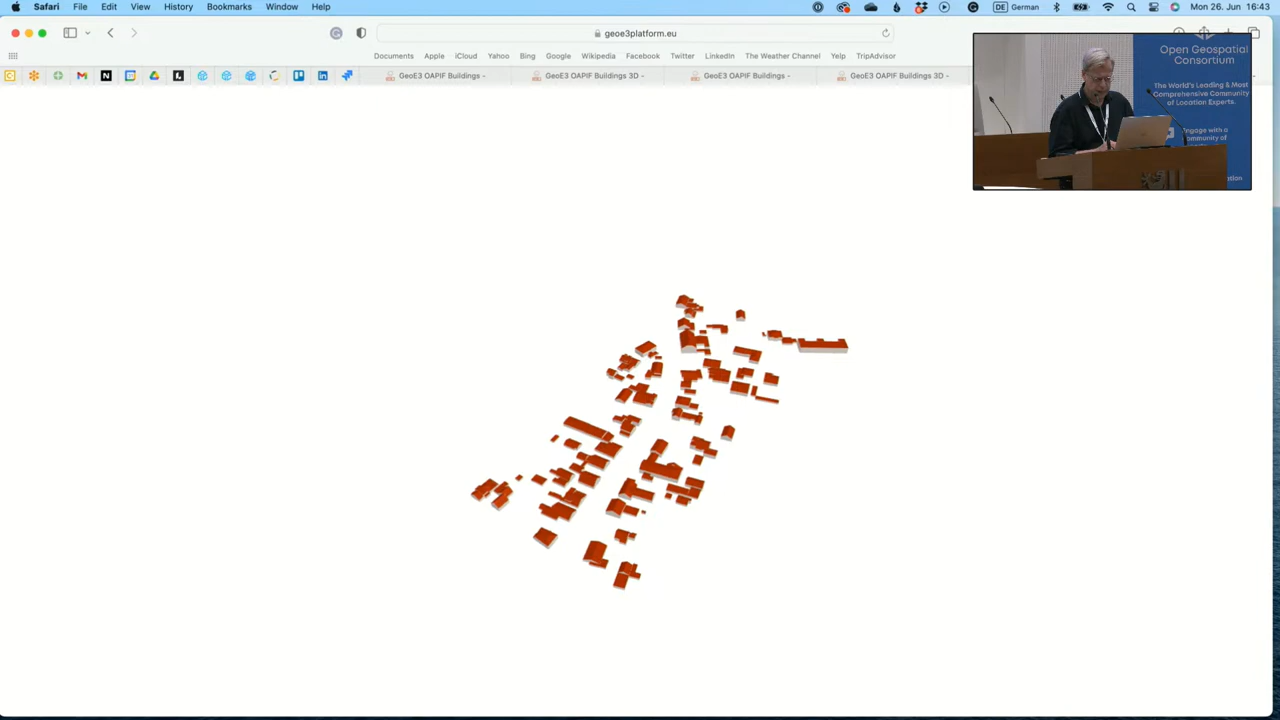 Safari File Edit View History Bookmarks Window Help
DE German Mon 26. Jun 16:43
geoe3platform.eu
Documents Apple iCloud Yahoo Bing Google Wikipedia Facebook Twitter LinkedIn The Weather Channel Yelp TripAdvisor
GeoE3 OAPIF Buildings - GeoE3 OAPIF Buildings 3D - GeoE3 OAPIF Buildings - GeoE3 OAPIF Buildings 3D -
Open Geospatial
Consortium
The World's Leading & Most
Comprehensive Community
of Location Experts.
Engage with a